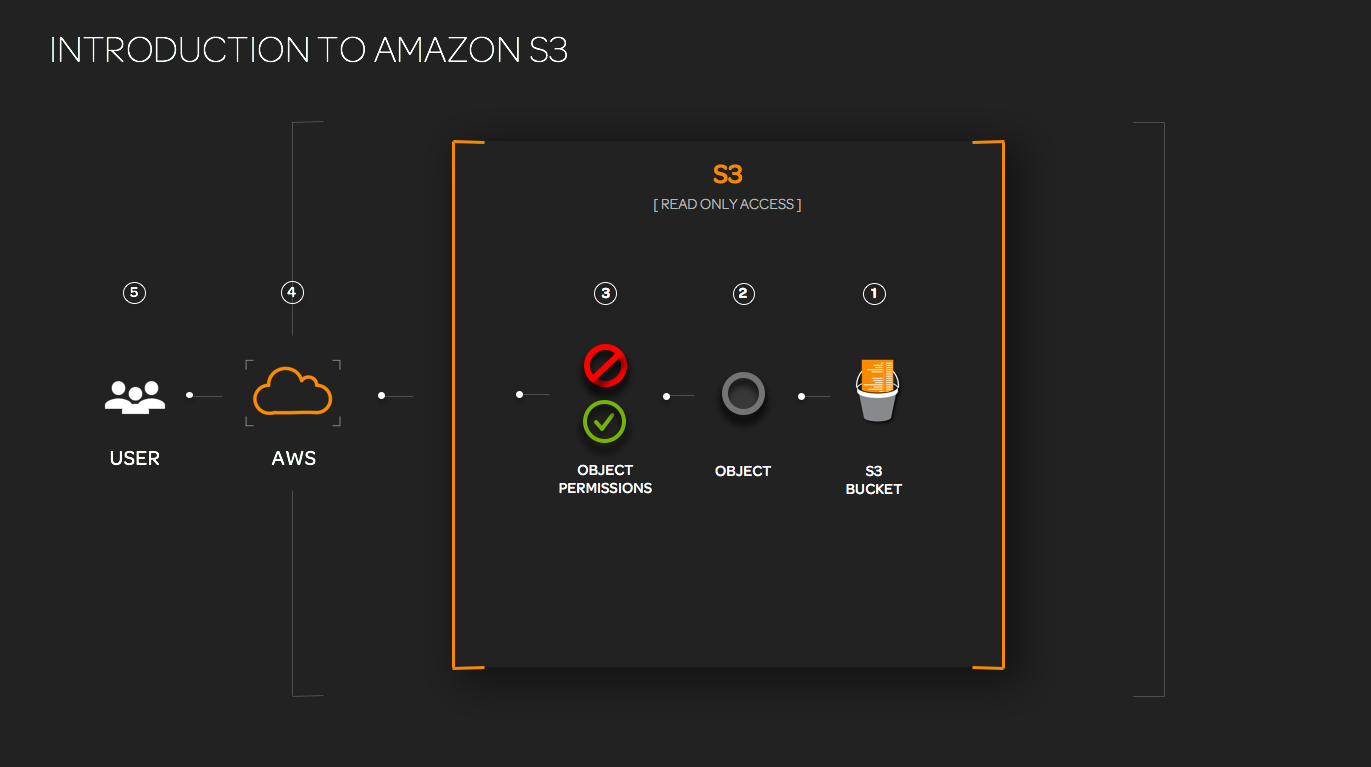 INTRODUCTION TO AMAZON S3
S3
[ READ ONLY ACCESS ]
5
4
3
2
1
USER
AWS
OBJECT
PERMISSIONS
OBJECT
S3
BUCKET